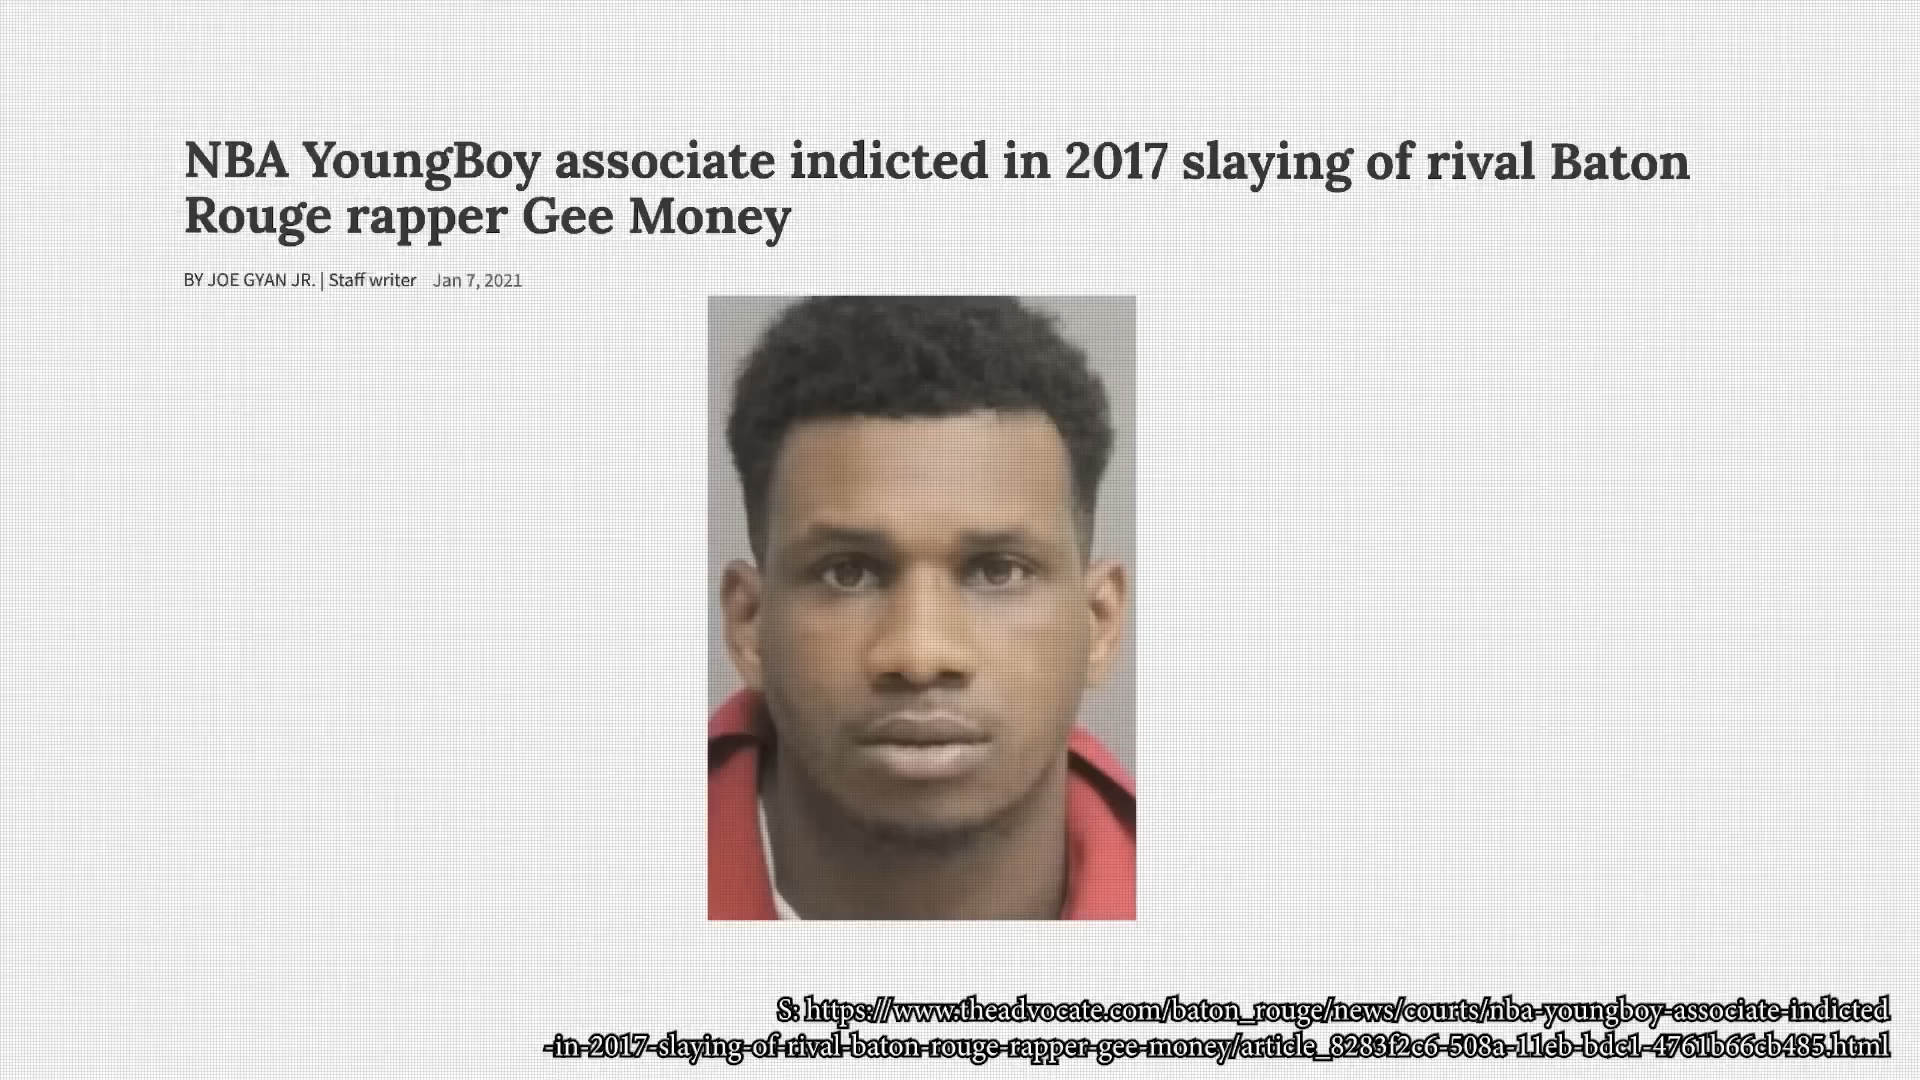 NBA YoungBoy associate indicted in 2017 slaying of rival Baton
Rouge rapper Gee Money
BY JOE GYAN JR. | Staff writer Jan 7, 2021
S: https://www.theadvocate.com/baton_rouge/news/courts/nba-youngboy-associate-indicted
-in-2017-slaying-of-rival-baton-rouge-rapper-gee-money/article_8283f2c6-508a-11eb-bdc1-4761b66cb485.html